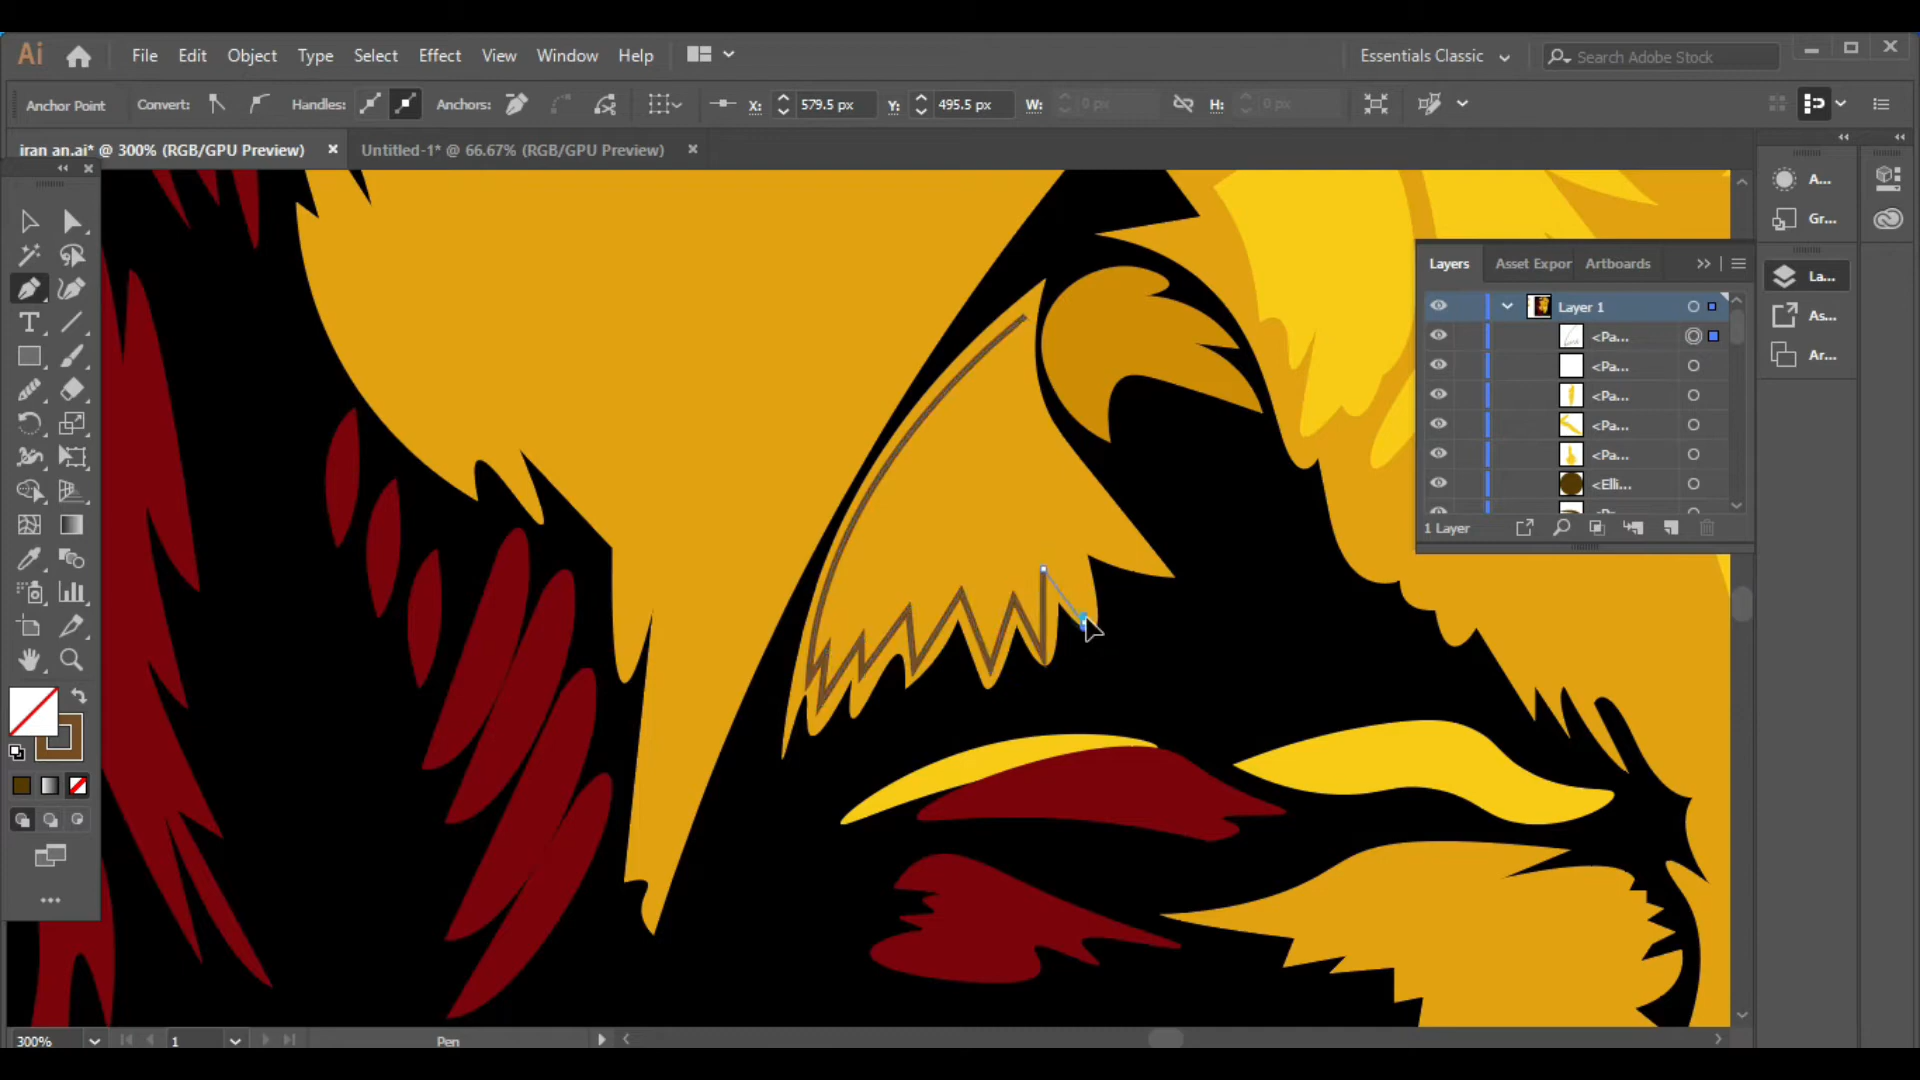 Ai File Edit Object Type Select Effect View Window Help Essentials Classic Search Adobe Stock
Anchor Point Convert: Handles: Anchors: X: 579.5 px Y: 495.5 px W: 0 px H: 0 px
iran an.ai* @ 300% (RGB/GPU Preview) Untitled-1* @ 66.67% (RGB/GPU Preview)
A...
Gr...
Layers Asset Expor Artboards
La...
Layer 1
As...
<Pa...
Ar...
<Pa...
<Pa...
<Pa...
<Pa...
<Elli...
1 Layer
300% 1 Pen